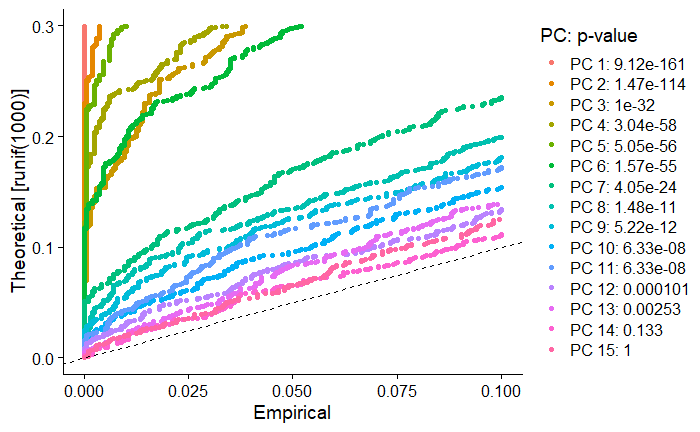 0.3
0.2
0.1
0.0
Theoretical [runif(1000)]
0.000
0.025
0.050
0.075
0.100
Empirical
PC: p-value
PC 1: 9.12e-161
PC 2: 1.47e-114
PC 3: 1e-32
PC 4: 3.04e-58
PC 5: 5.05e-56
PC 6: 1.57e-55
PC 7: 4.05e-24
PC 8: 1.48e-11
PC 9: 5.22e-12
PC 10: 6.33e-08
PC 11: 6.33e-08
PC 12: 0.000101
PC 13: 0.00253
PC 14: 0.133
PC 15: 1